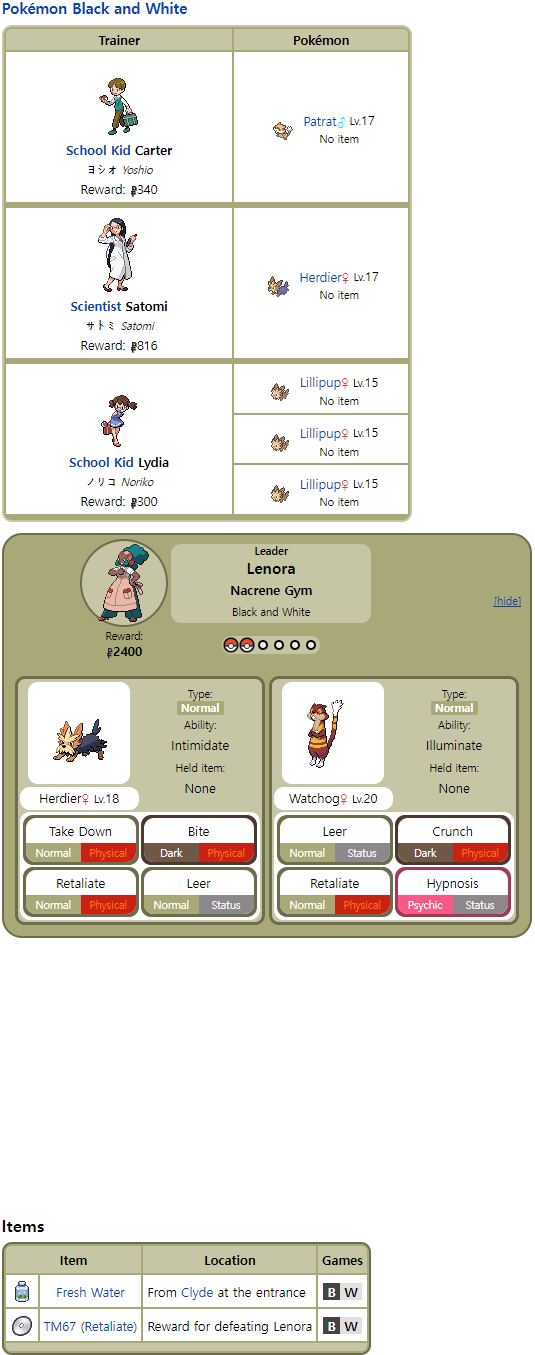 Pokémon Black and White
Trainer Pokémon
School Kid Carter
ヨシオ Yoshio
Reward: 340
Patrat♂ Lv.17
No item
Scientist Satomi
サトミ Satomi
Reward: 816
Herdier♀ Lv.17
No item
School Kid Lydia
ノリコ Noriko
Reward: 300
Lillipup♀ Lv.15
No item
Lillipup♀ Lv.15
No item
Lillipup♀ Lv.15
No item
Leader
Lenora
Nacrene Gym
Black and White
[hide]
Reward:
2400
Type:
Normal
Ability:
Intimidate
Held item:
None
Herdier♀ Lv.18
Take Down
Normal Physical
Bite
Dark Physical
Retaliate
Normal Physical
Leer
Normal Status
Type:
Normal
Ability:
Illuminate
Held item:
None
Watchog♀ Lv.20
Leer
Normal Status
Crunch
Dark Physical
Retaliate
Normal Physical
Hypnosis
Psychic Status
Items
Item Location Games
Fresh Water From Clyde at the entrance B W
TM67 (Retaliate) Reward for defeating Lenora B W